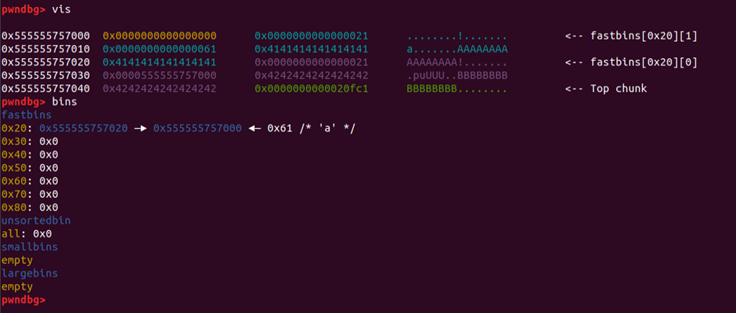 pwndbg> vis
0x555555757000 0x0000000000000000 0x0000000000000021 ........!....... <-- fastbins[0x20][1]
0x555555757010 0x0000000000000061 0x4141414141414141 a.......AAAAAAAA
0x555555757020 0x4141414141414141 0x0000000000000021 AAAAAAAA!....... <-- fastbins[0x20][0]
0x555555757030 0x0000555555757000 0x4242424242424242 .puUUU..BBBBBBBB
0x555555757040 0x4242424242424242 0x0000000000020fc1 BBBBBBBB........ <-- Top chunk
pwndbg> bins
fastbins
0x20: 0x555555757020 —▸ 0x555555757000 ◂— 0x61 /* 'a' */
0x30: 0x0
0x40: 0x0
0x50: 0x0
0x60: 0x0
0x70: 0x0
0x80: 0x0
unsortedbin
all: 0x0
smallbins
empty
largebins
empty
pwndbg>